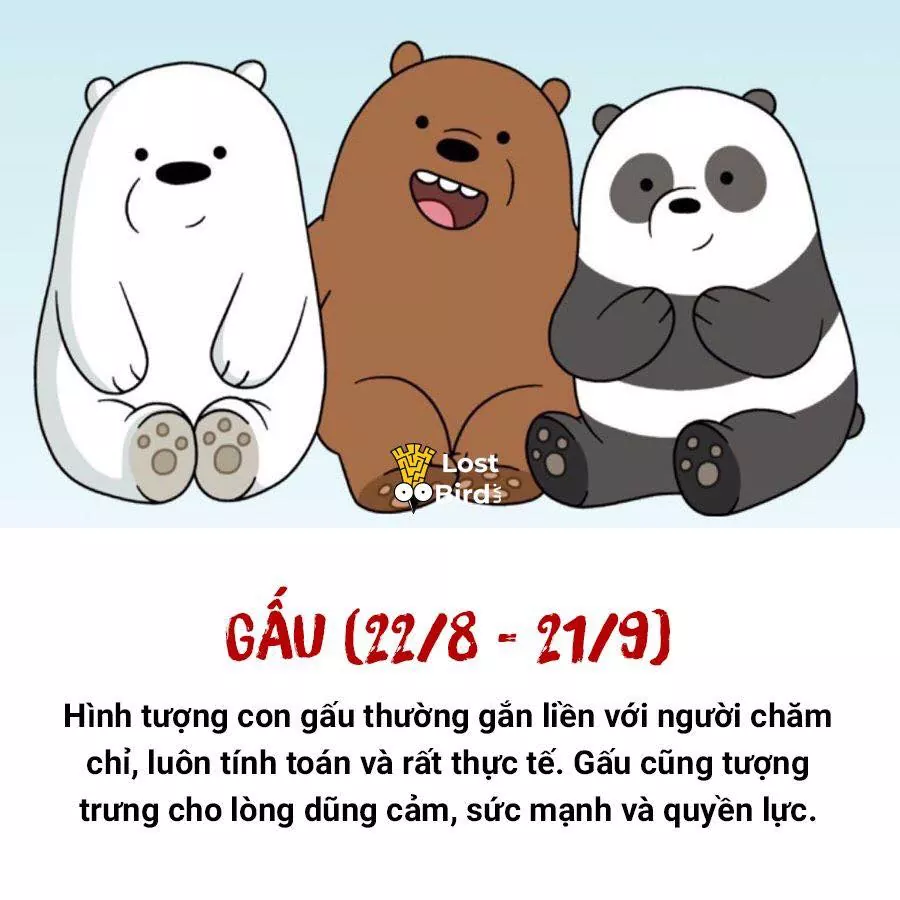 Lost
Bird
GẤU (22/8 - 21/9)
Hình tượng con gấu thường gắn liền với người chăm
chỉ, luôn tính toán và rất thực tế. Gấu cũng tượng
trưng cho lòng dũng cảm, sức mạnh và quyền lực.